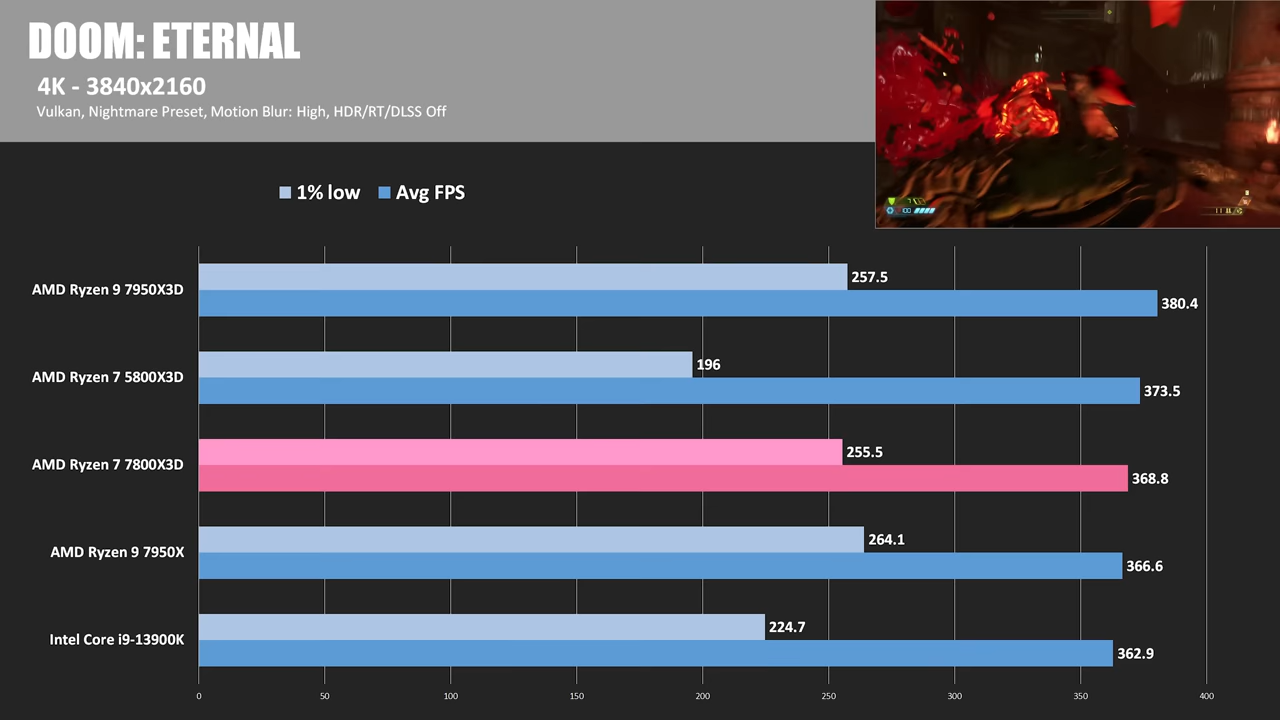 DOOM: ETERNAL
4K - 3840x2160
Vulkan, Nightmare Preset, Motion Blur: High, HDR/RT/DLSS Off
1% low Avg FPS
AMD Ryzen 9 7950X3D
257.5
380.4
AMD Ryzen 7 5800X3D
196
373.5
AMD Ryzen 7 7800X3D
255.5
368.8
AMD Ryzen 9 7950X
264.1
366.6
Intel Core i9-13900K
224.7
362.9
0 50 100 150 200 250 300 350 400